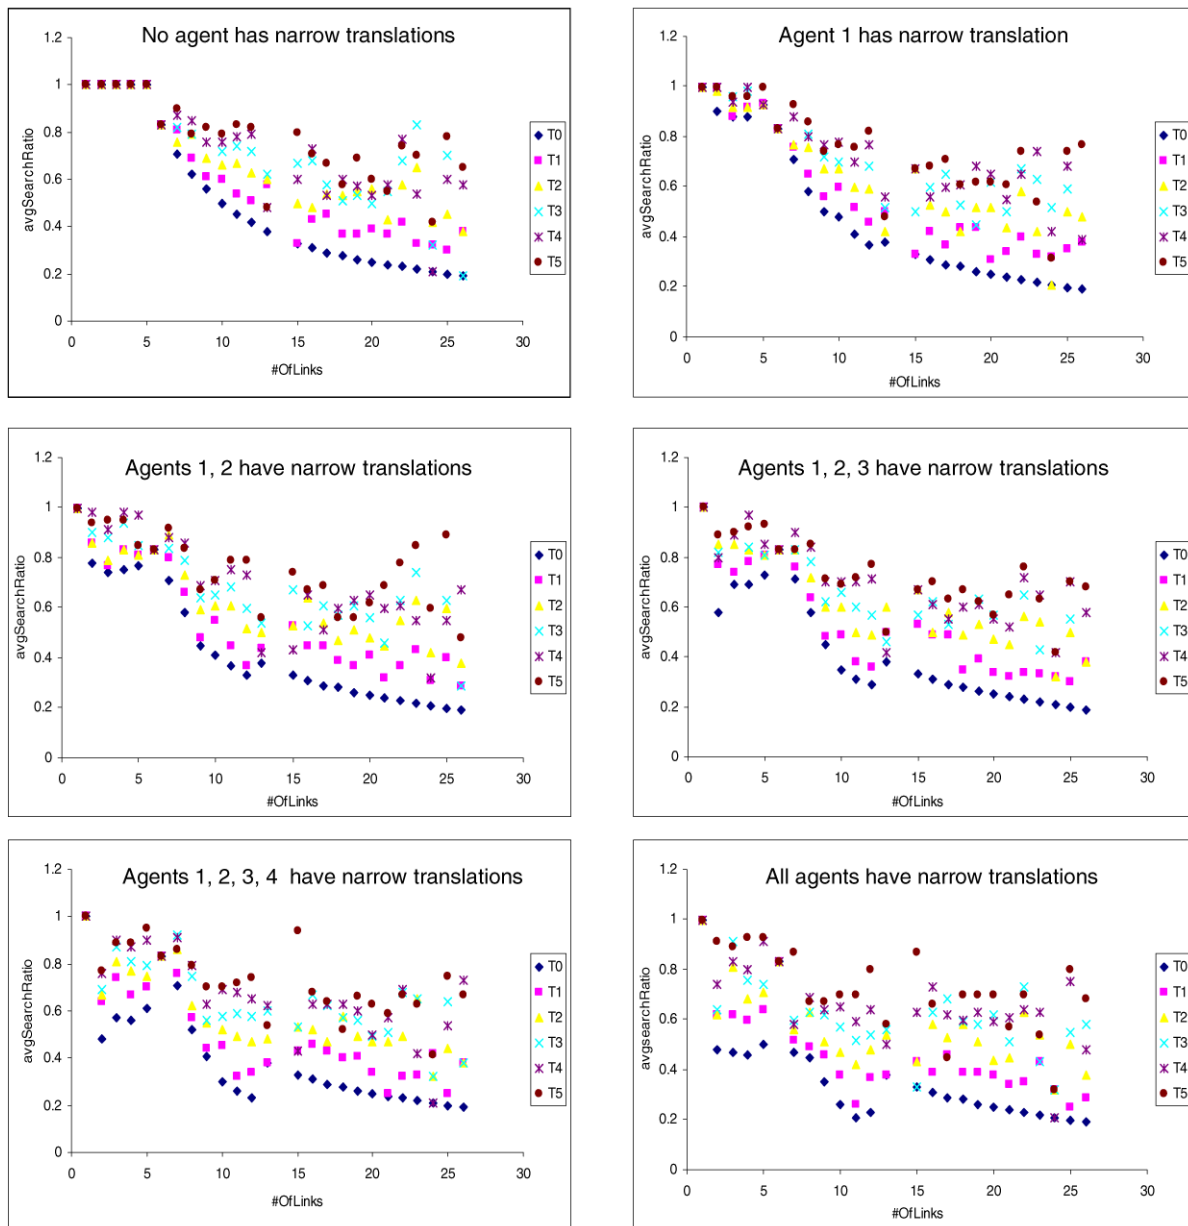 No agent has narrow translations
1.2
1
0.8
0.6
0.4
0.2
0
avgSearchRatio
0 5 10 15 20 25 30
#OfLinks
T0
T1
T2
T3
T4
T5
Agent 1 has narrow translation
1.2
1
0.8
0.6
0.4
0.2
0
avgSearchRatio
0 5 10 15 20 25 30
#OfLinks
T0
T1
T2
T3
T4
T5
Agents 1, 2 have narrow translations
1.2
1
0.8
0.6
0.4
0.2
0
avgSearchRatio
0 5 10 15 20 25 30
#OfLinks
T0
T1
T2
T3
T4
T5
Agents 1, 2, 3 have narrow translations
1.2
1
0.8
0.6
0.4
0.2
0
avgSearchRatio
0 5 10 15 20 25 30
#OfLinks
T0
T1
T2
T3
T4
T5
Agents 1, 2, 3, 4 have narrow translations
1.2
1
0.8
0.6
0.4
0.2
0
avgSearchRatio
0 5 10 15 20 25 30
#OfLinks
T0
T1
T2
T3
T4
T5
All agents have narrow translations
1.2
1
0.8
0.6
0.4
0.2
0
avgsearchRatio
0 5 10 15 20 25 30
#OfLinks
T0
T1
T2
T3
T4
T5